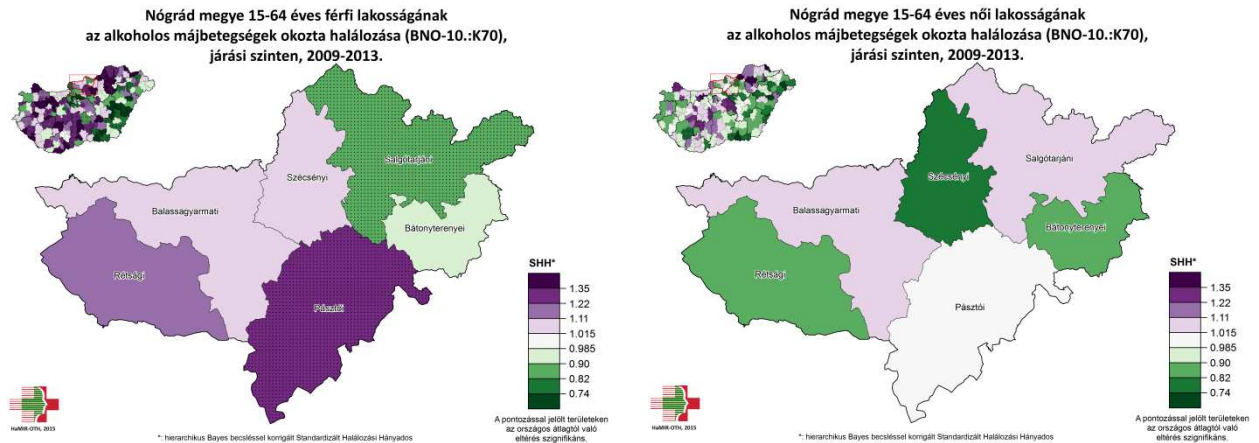 Nógrád megye 15-64 éves férfi lakosságának
az alkoholos májbetegségek okozta halálozása (BNO-10.:K70),
járási szinten, 2009-2013.
Salgótarjáni
Szécsényi
Balassagyarmati
Bátonyterenyei
Rétsági
Pásztói
SHH*
1.35
1.22
1.11
1.015
0.985
0.90
0.82
0.74
HaMIR-OTH, 2015
A pontozással jelölt területeken
az országos átlagtól való
eltérés szignifikáns.
*: hierarchikus Bayes becsléssel korrigált Standardizált Halálozási Hányados
Nógrád megye 15-64 éves női lakosságának
az alkoholos májbetegségek okozta halálozása (BNO-10.:K70),
járási szinten, 2009-2013.
Salgótarjáni
Szécsényi
Balassagyarmati
Bátonyterenyei
Rétsági
Pásztói
SHH*
1.35
1.22
1.11
1.015
0.985
0.90
0.82
0.74
HaMIR-OTH, 2015
A pontozással jelölt területeken
az országos átlagtól való
eltérés szignifikáns.
*: hierarchikus Bayes becsléssel korrigált Standardizált Halálozási Hányados